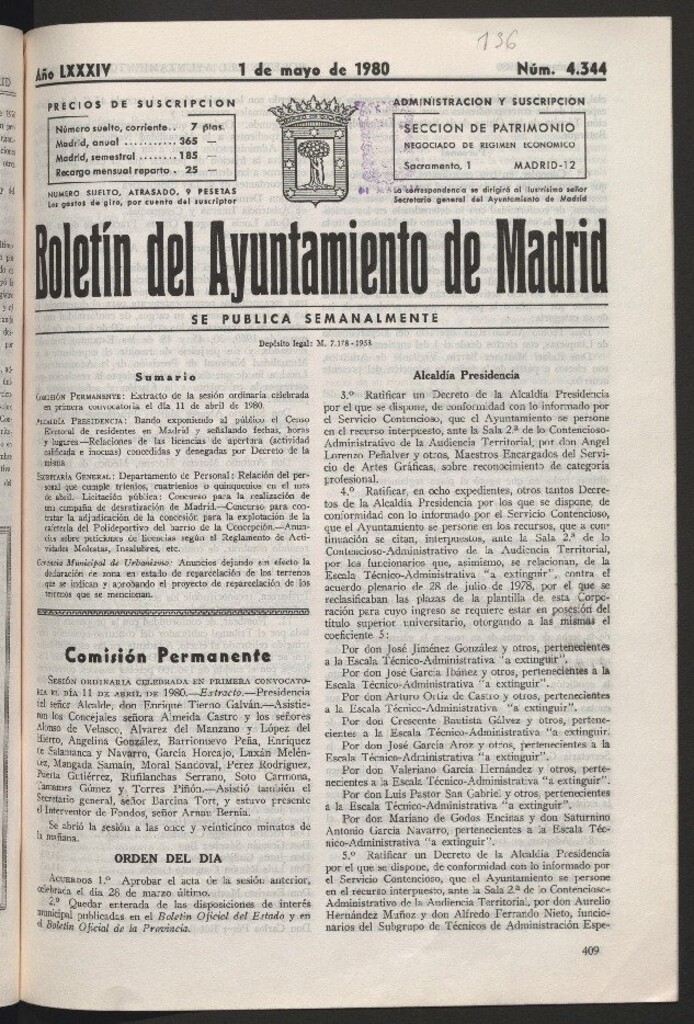 136
Año LXXXIV
1 de mayo de 1980
Núm. 4.344
PRECIOS DE SUSCRIPCION
Número suelto, corriente.. 7 ptas.
Madrid, anual ........... 365 —
Madrid, semestral ........ 185 —
Recargo mensual reparto . 25 —
NUMERO SUELTO, ATRASADO, 9 PESETAS
Los gastos de giro, por cuenta del suscriptor
ADMINISTRACION Y SUSCRIPCION
SECCION DE PATRIMONIO
NEGOCIADO DE REGIMEN ECONOMICO
Sacramento, 1 MADRID-12
La correspondencia se dirigirá al ilustrísimo señor
Secretario general del Ayuntamiento de Madrid
Boletín del Ayuntamiento de Madrid
SE PUBLICA SEMANALMENTE
Depósito legal: M. 7.178-1958
Sumario
COMISIÓN PERMANENTE: Extracto de la sesión ordinaria celebrada
en primera convocatoria el día 11 de abril de 1980.
ALCALDÍA PRESIDENCIA: Bando exponiendo al público el Censo
Electoral de residentes en Madrid y señalando fechas, horas
y lugares.—Relaciones de las licencias de apertura (actividad
calificada e inocuas) concedidas y denegadas por Decreto de la
misma.
SECRETARÍA GENERAL: Departamento de Personal: Relación del per-
sonal que cumple trienios, cuatrienios o quinquenios en el mes
de abril. Licitación pública: Concurso para la realización de
una campaña de desratización de Madrid.—Concurso para con-
tratar la adjudicación de la concesión para la explotación de la
cafetería del Polideportivo del barrio de la Concepción.—Anun-
cios sobre peticiones de licencias según el Reglamento de Acti-
vidades Molestas, Insalubres, etc.
Gerencia Municipal de Urbanismo: Anuncios dejando sin efecto la
declaración de zona en estado de reparcelación de los terrenos
que se indican y aprobando el proyecto de reparcelación de los
terrenos que se mencionan.
Comisión Permanente
SESIÓN ORDINARIA CELEBRADA EN PRIMERA CONVOCATO-
RIA EL DÍA 11 DE ABRIL DE 1980.—Extracto.—Presidencia
del señor Alcalde, don Enrique Tierno Galván.—Asistie-
ron los Concejales señora Almeida Castro y los señores
Alonso de Velasco, Alvarez del Manzano y López del
Hierro, Angelina González, Barrionuevo Peña, Enríquez
de Salamanca y Navarro, García Horcajo, Luxán Melén-
dez, Mangada Samaín, Moral Sandoval, Pérez Rodríguez,
Puerta Gutiérrez, Rufilanchas Serrano, Soto Carmona,
Tamames Gómez y Torres Piñón.—Asistió también el
Secretario general, señor Barcina Tort, y estuvo presente
el Interventor de Fondos, señor Arnau Bernia.
Se abrió la sesión a las once y veinticinco minutos de
la mañana.
ORDEN DEL DIA
ACUERDOS 1.º Aprobar el acta de la sesión anterior,
celebrada el día 28 de marzo último.
2.º Quedar enterada de las disposiciones de interés
municipal publicadas en el Boletín Oficial del Estado y en
el Boletín Oficial de la Provincia.
Alcaldía Presidencia
3.º Ratificar un Decreto de la Alcaldía Presidencia
por el que se dispone, de conformidad con lo informado por
el Servicio Contencioso, que el Ayuntamiento se persone
en el recurso interpuesto, ante la Sala 2.ª de lo Contencioso-
Administrativo de la Audiencia Territorial, por don Angel
Lorenzo Peñalver y otros, Maestros Encargados del Servi-
cio de Artes Gráficas, sobre reconocimiento de categoría
profesional.
4.º Ratificar, en ocho expedientes, otros tantos Decre-
tos de la Alcaldía Presidencia por los que se dispone, de
conformidad con lo informado por el Servicio Contencioso,
que el Ayuntamiento se persone en los recursos, que a con-
tinuación se citan, interpuestos, ante la Sala 2.ª de lo
Contencioso-Administrativo de la Audiencia Territorial,
por los funcionarios que, asimismo, se relacionan, de la
Escala Técnico-Administrativa "a extinguir", contra el
acuerdo plenario de 28 de julio de 1978, por el que se
reclasificaban las plazas de la plantilla de esta Corpo-
ración para cuyo ingreso se requiere estar en posesión del
título superior universitario, otorgando a las mismas el
coeficiente 5:
Por don José Jiménez González y otros, pertenecientes
a la Escala Técnico-Administrativa "a extinguir".
Por don José García Ibáñez y otros, pertenecientes a la
Escala Técnico-Administrativa "a extinguir".
Por don Arturo Ortiz de Castro y otros, pertenecientes
a la Escala Técnico-Administrativa "a extinguir".
Por don Crescente Bautista Gálvez y otros, pertene-
cientes a la Escala Técnico-Administrativa "a extinguir.
Por don José García Aroz y otros, pertenecientes a la
Escala Técnico-Administrativa "a extinguir".
Por don Valeriano García Hernández y otros, perte-
necientes a la Escala Técnico-Administrativa "a extinguir".
Por don Luis Pastor San Gabriel y otros, pertenecientes
a la Escala Técnico-Administrativa "a extinguir".
Por don Mariano de Godos Encinas y don Saturnino
Antonio García Navarro, pertenecientes a la Escala Téc-
nico-Administrativa "a extinguir".
5.º Ratificar un Decreto de la Alcaldía Presidencia
por el que se dispone, de conformidad con lo informado por
el Servicio Contencioso, que el Ayuntamiento se persone
en el recurso interpuesto, ante la Sala 2.ª de lo Contencioso-
Administrativo de la Audiencia Territorial, por don Aurelio
Hernández Muñoz y don Alfredo Ferrando Nieto, funcio-
narios del Subgrupo de Técnicos de Administración Espe-
409